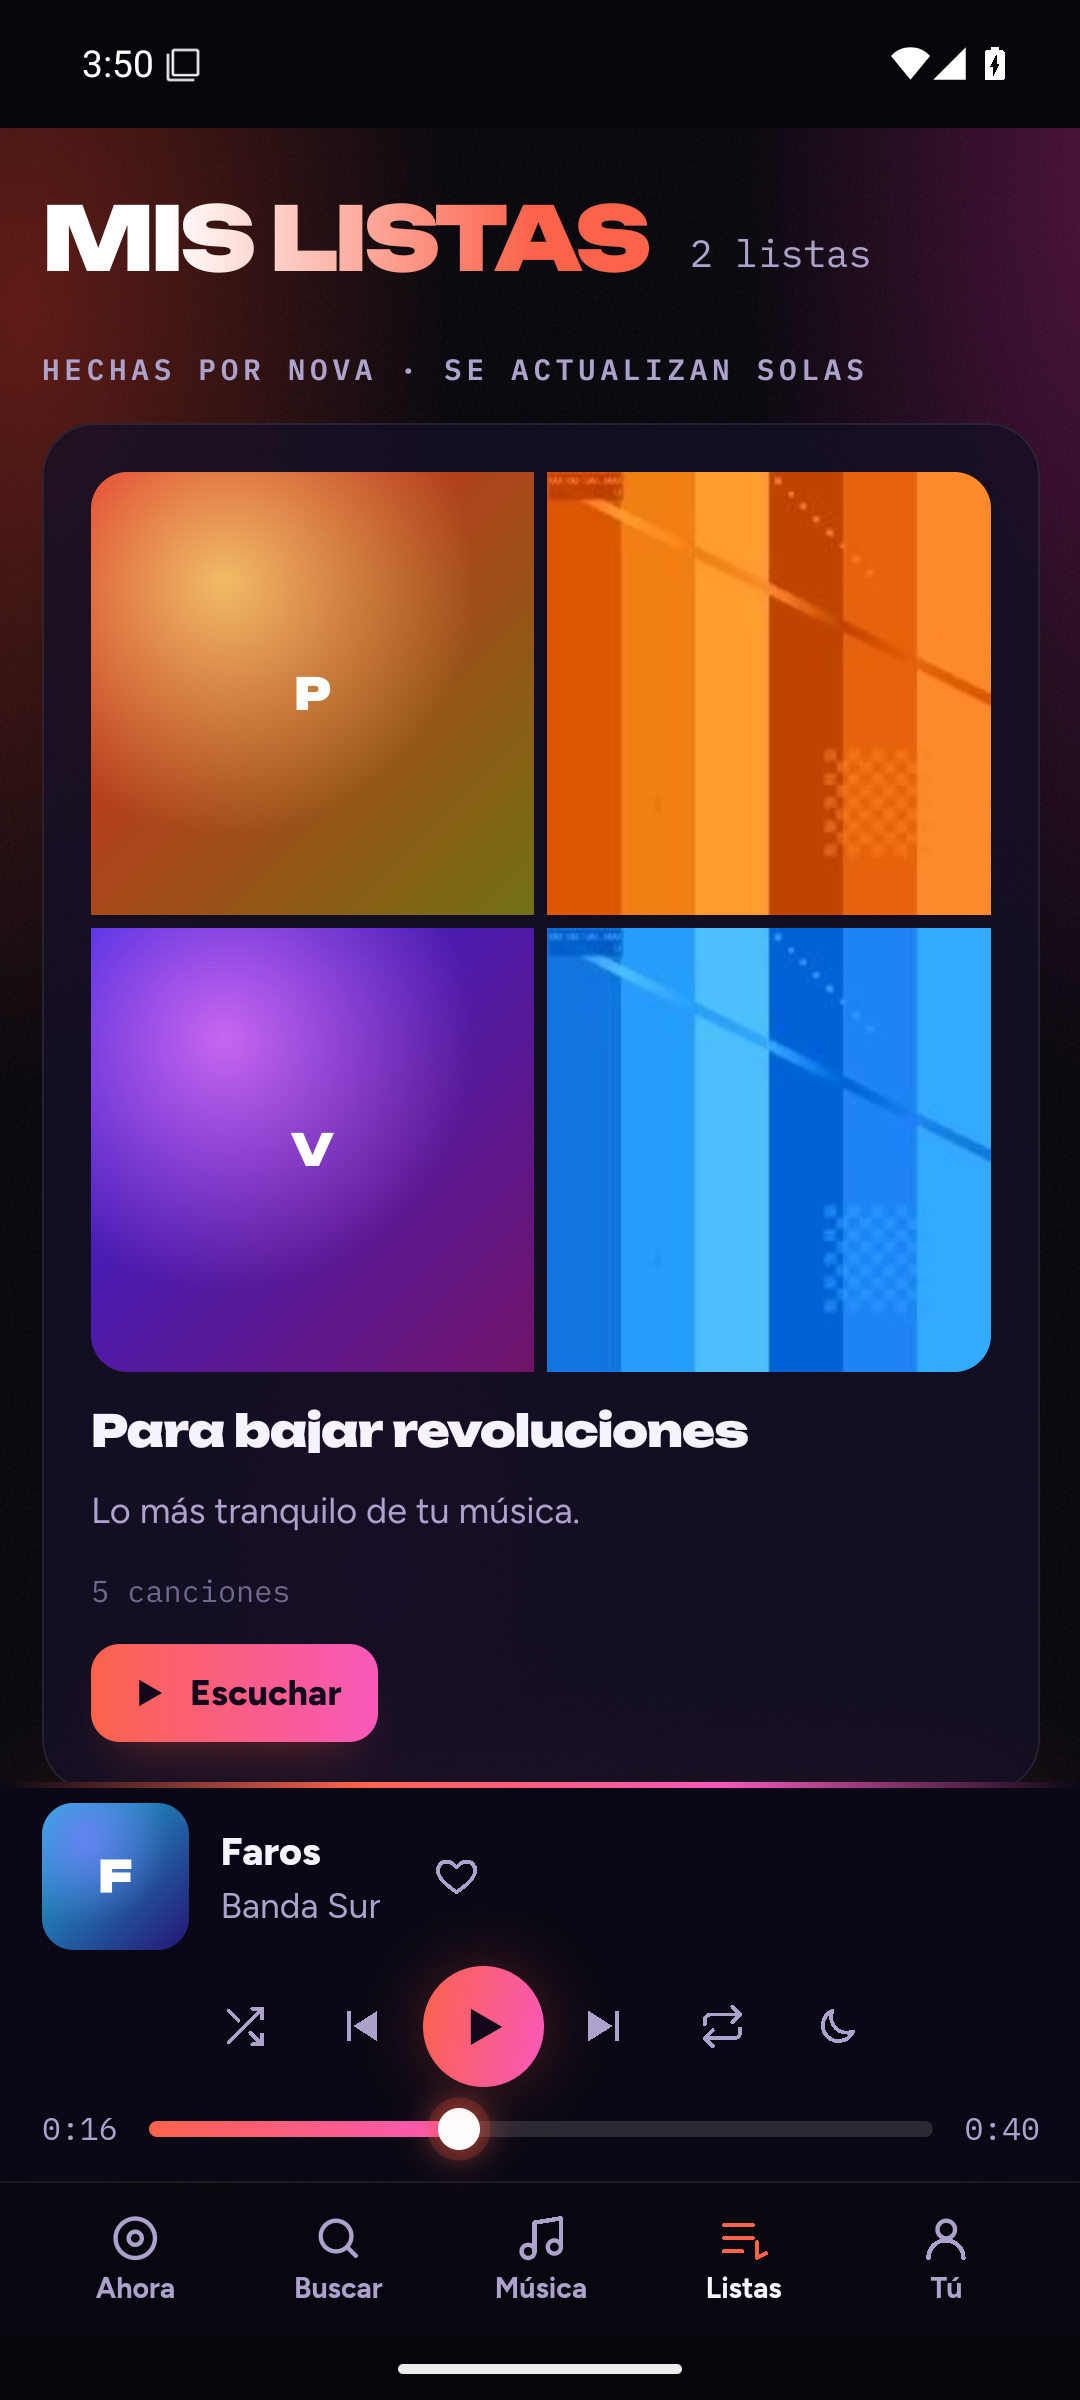 3:50
MIS LISTAS 2 listas
HECHAS POR NOVA · SE ACTUALIZAN SOLAS
P
V
Para bajar revoluciones
Lo más tranquilo de tu música.
5 canciones
Escuchar
F
Faros
Banda Sur
0:16
0:40
Ahora
Buscar
Música
Listas
Tú